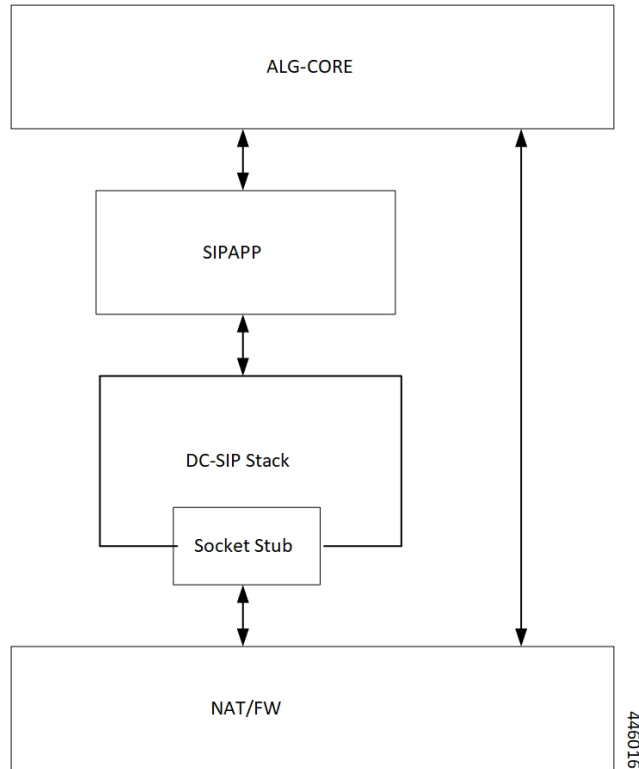 ALG-CORE
SIPAPP
DC-SIP Stack
Socket Stub
NAT/FW
446016